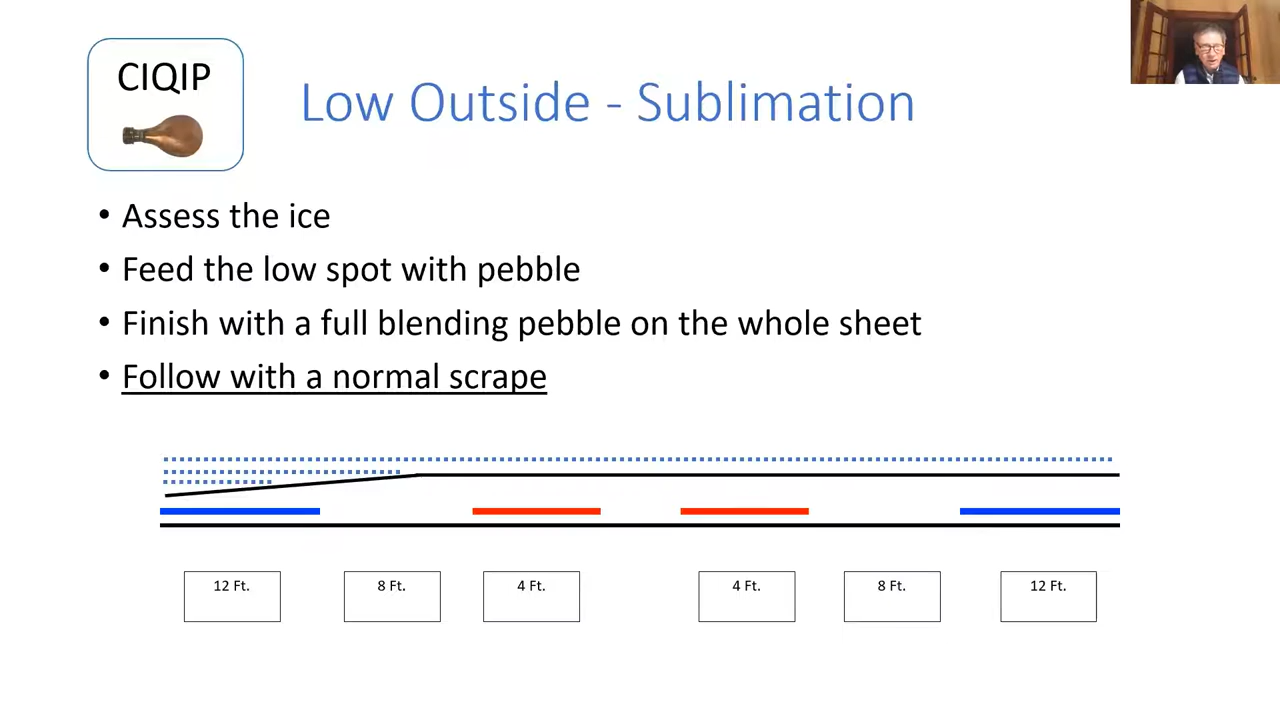 CIQIP
Low Outside - Sublimation
• Assess the ice
• Feed the low spot with pebble
• Finish with a full blending pebble on the whole sheet
• Follow with a normal scrape
12 Ft.
8 Ft.
4 Ft.
4 Ft.
8 Ft.
12 Ft.